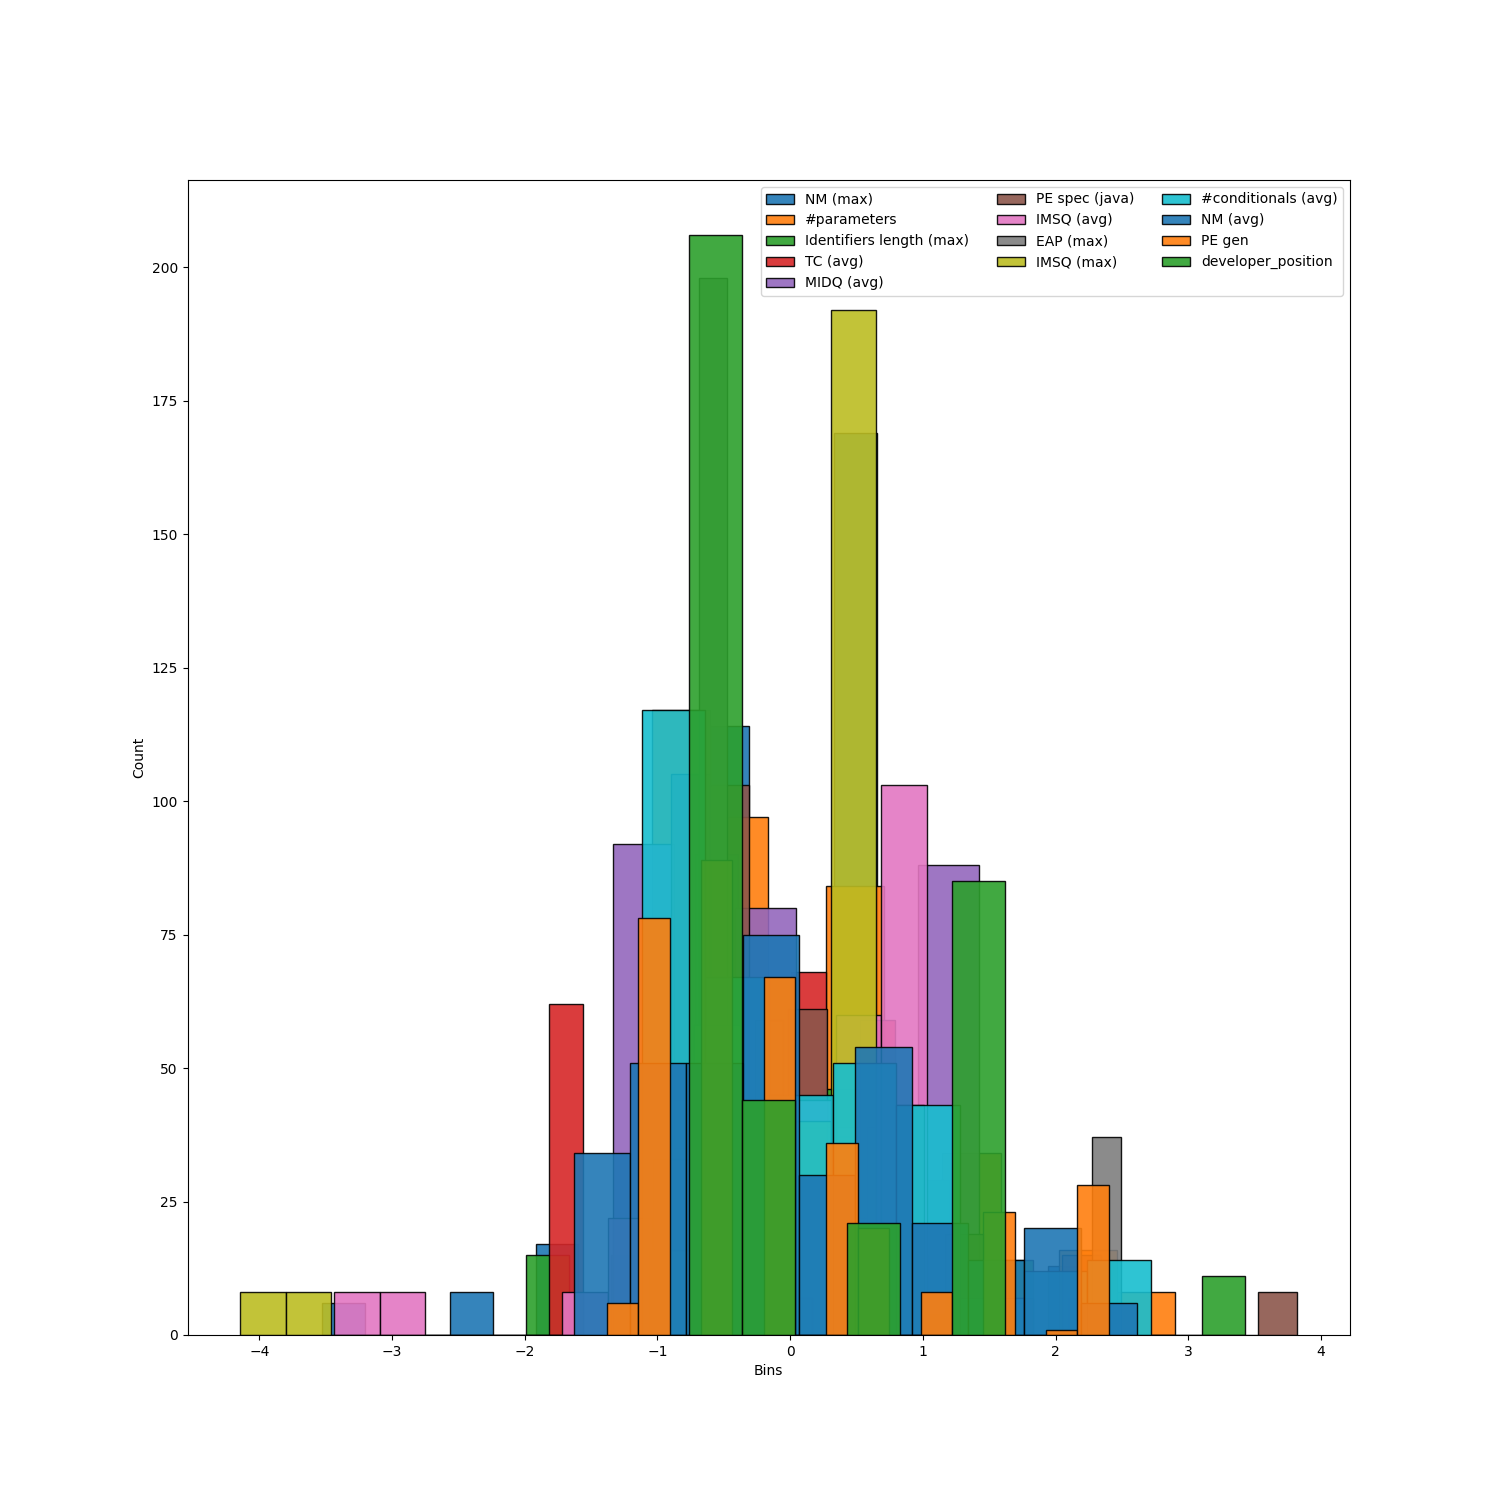 NM (max)
#parameters
Identifiers length (max)
TC (avg)
MIDQ (avg)
PE spec (java)
IMSQ (avg)
EAP (max)
IMSQ (max)
#conditionals (avg)
NM (avg)
PE gen
developer_position
200
175
150
125
100
75
50
25
0
Count
−4 −3 −2 −1 0 1 2 3 4
Bins